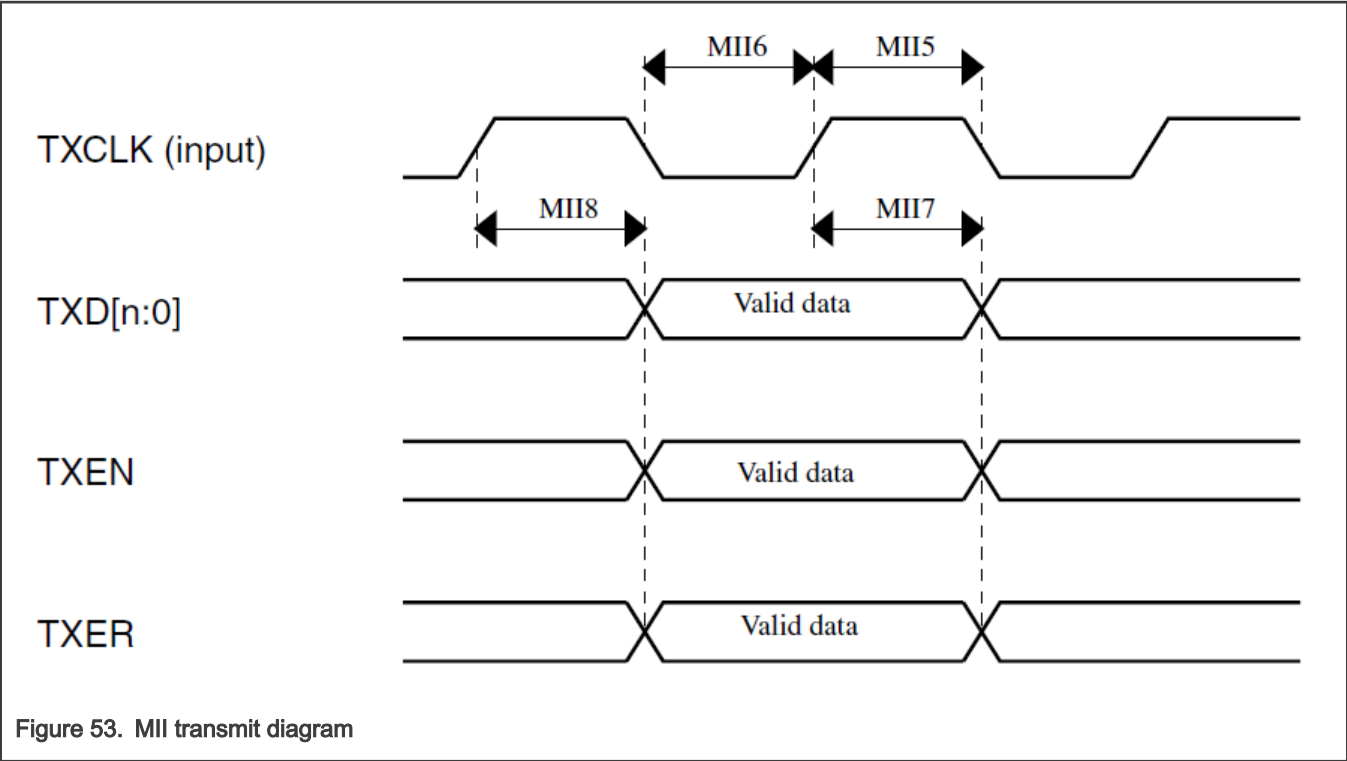 MII6 MII5
TXCLK (input)
MII8 MII7
TXD[n:0] Valid data
TXEN Valid data
TXER Valid data
Figure 53. MII transmit diagram